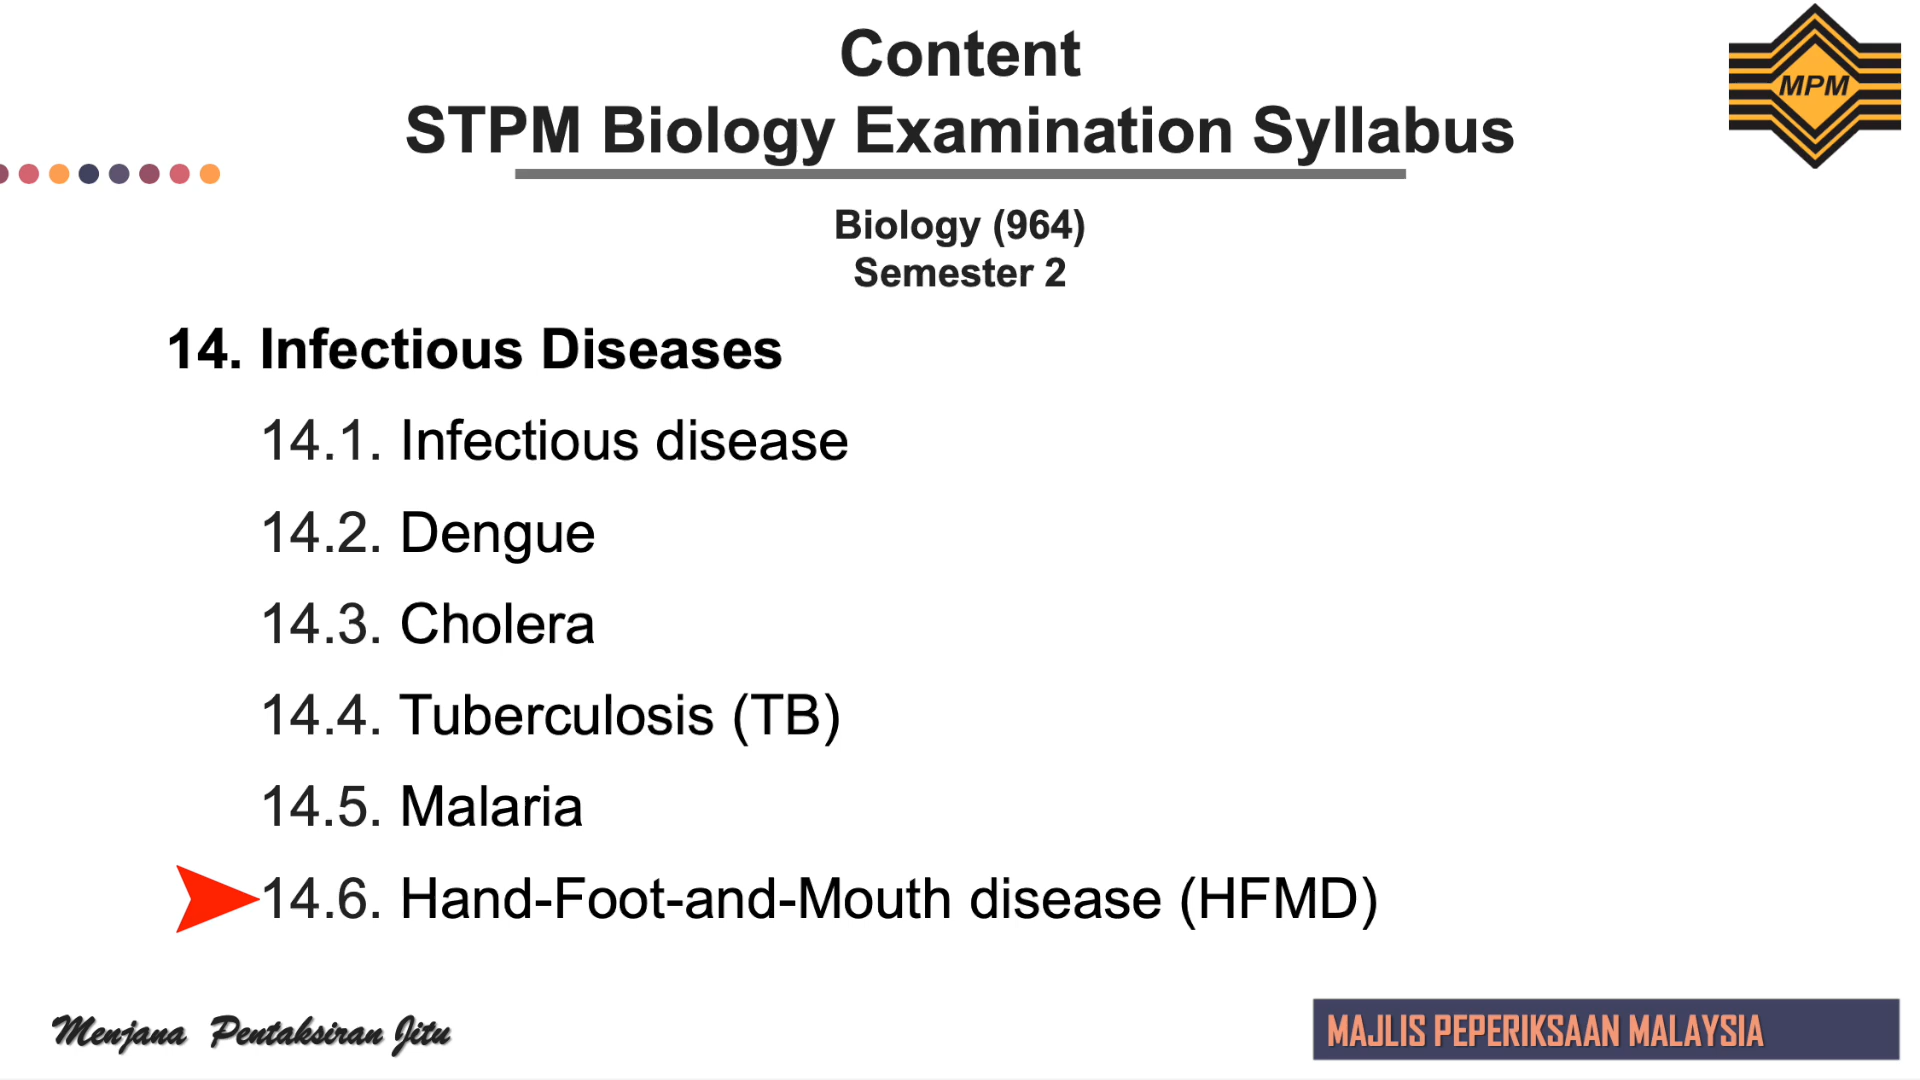 Content
STPM Biology Examination Syllabus
MPM
Biology (964)
Semester 2
14. Infectious Diseases
14.1. Infectious disease
14.2. Dengue
14.3. Cholera
14.4. Tuberculosis (TB)
14.5. Malaria
14.6. Hand-Foot-and-Mouth disease (HFMD)
Menjana Pentaksiran Jitu
MAJLIS PEPERIKSAAN MALAYSIA